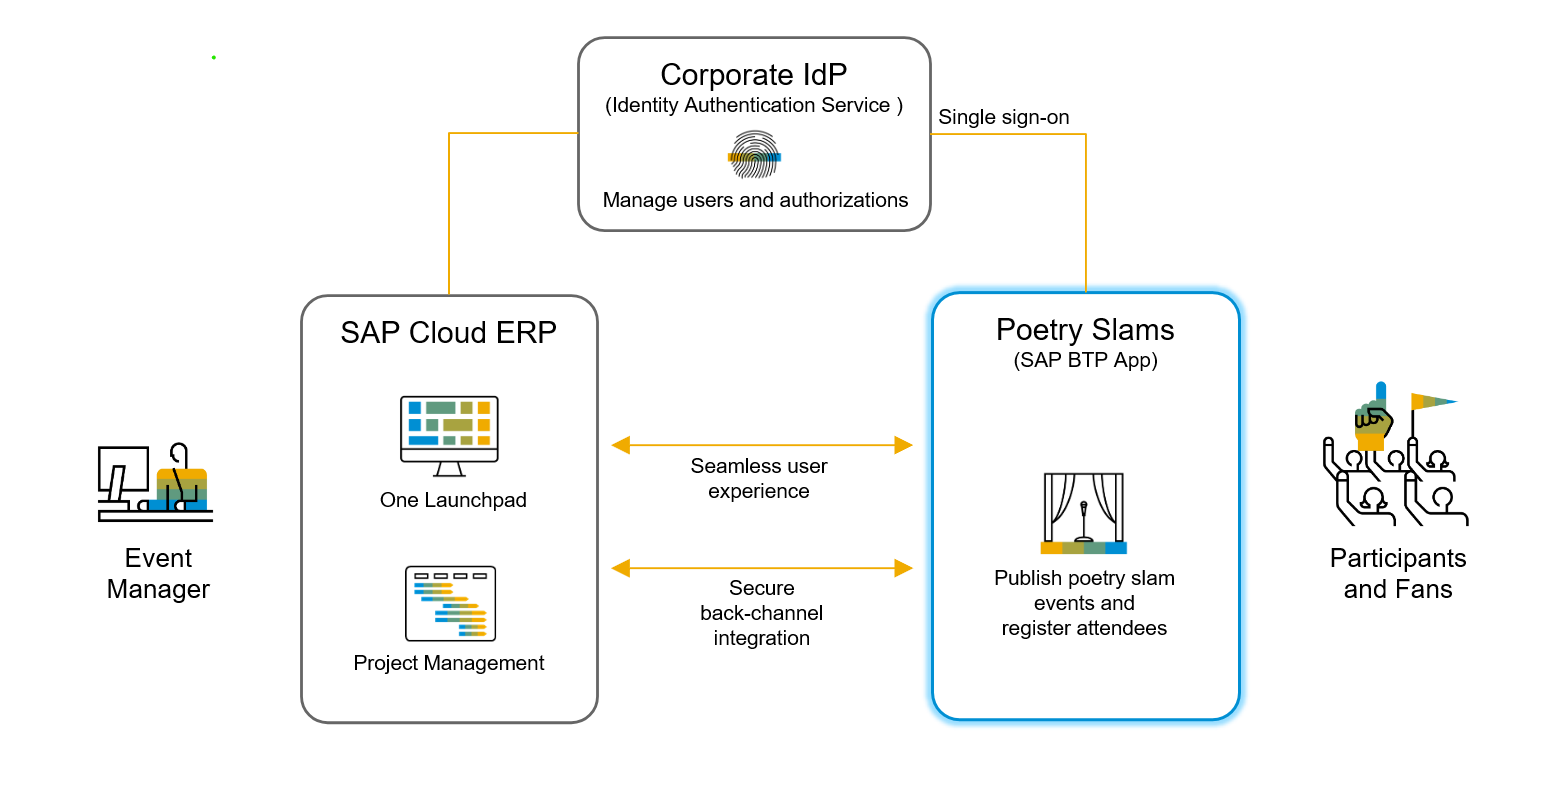 Corporate IdP
(Identity Authentication Service )
Manage users and authorizations
Single sign-on
SAP Cloud ERP
One Launchpad
Project Management
Seamless user
experience
Secure
back-channel
integration
Poetry Slams
(SAP BTP App)
Publish poetry slam
events and
register attendees
Event
Manager
Participants
and Fans